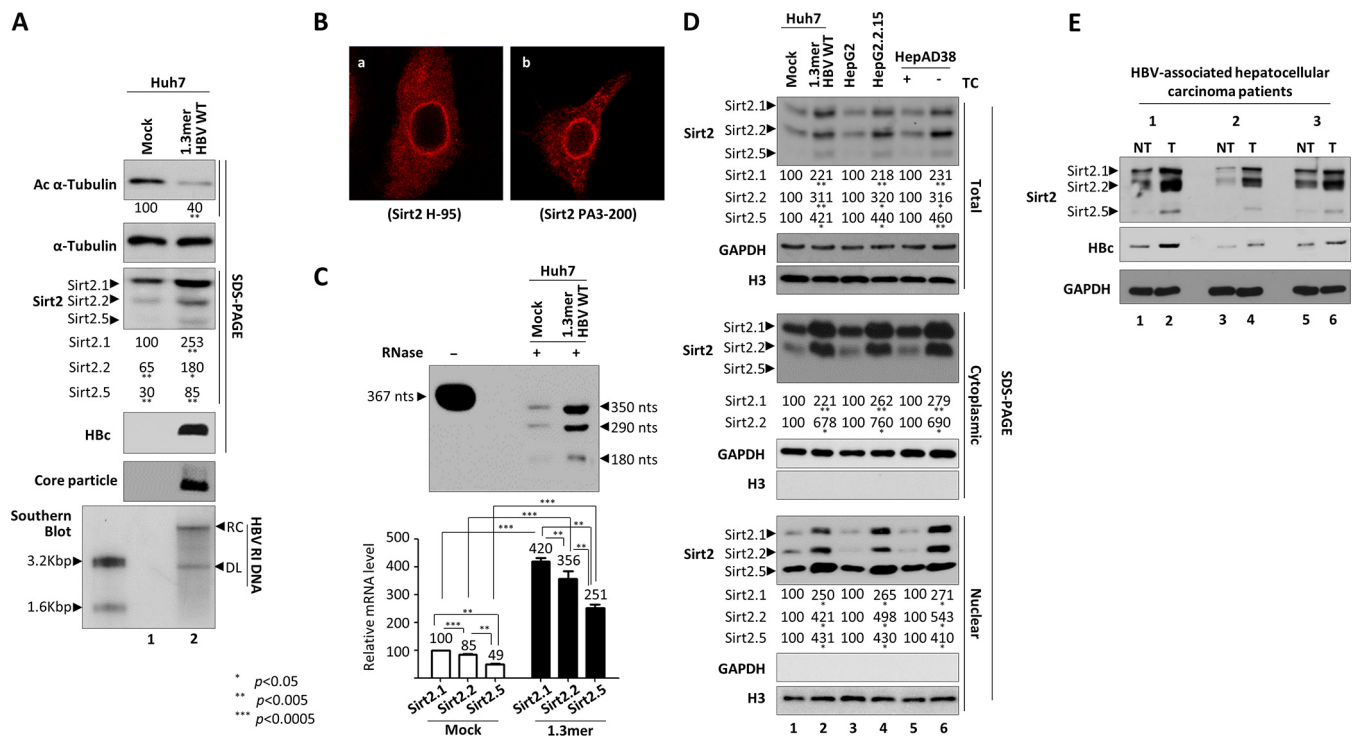 A
Huh7
Mock
1.3mer
HBV WT
Ac α-Tubulin
100 40
**
α-Tubulin
Sirt2.1
Sirt2 Sirt2.2
Sirt2.5
Sirt2.1 100 253
**
Sirt2.2 65 180
** *
Sirt2.5 30 85
** **
HBc
SDS-PAGE
Core particle
Southern
Blot
RC
3.2Kbp
DL
1.6Kbp
HBV RI DNA
1 2
* p<0.05
** p<0.005
*** p<0.0005
B
a b
(Sirt2 H-95) (Sirt2 PA3-200)
C
Huh7
Mock
1.3mer
HBV WT
RNase – + +
367 nts
350 nts
290 nts
180 nts
Relative mRNA level
500
400
300
200
100
*** 
***
***
** ***  **
100 85 49
***
** **
**
420 356 251
Sirt2.1 Sirt2.2 Sirt2.5 Sirt2.1 Sirt2.2 Sirt2.5
Mock 1.3mer
D
Huh7
Mock
1.3mer
HBV WT
HepG2
HepG2.2.15
HepAD38
+ - TC
Sirt2.1
Sirt2 Sirt2.2
Sirt2.5
Sirt2.1 100 221 100 218 100 231
** ** **
Sirt2.2 100 311 100 320 100 316
** * *
Sirt2.5 100 421 100 440 100 460
* * **
GAPDH
H3
Total
Sirt2.1
Sirt2 Sirt2.2
Sirt2.5
Sirt2.1 100 221 100 262 100 279
** ** **
Sirt2.2 100 678 100 760 100 690
* * *
GAPDH
H3
Cytoplasmic
SDS-PAGE
Sirt2.1
Sirt2 Sirt2.2
Sirt2.5
Sirt2.1 100 250 100 265 100 271
* * *
Sirt2.2 100 421 100 498 100 543
* * *
Sirt2.5 100 431 100 430 100 410
* * *
GAPDH
H3
Nuclear
1 2 3 4 5 6
E
HBV-associated hepatocellular
carcinoma patients
1 2 3
NT T NT T NT T
Sirt2.1
Sirt2.2
Sirt2
Sirt2.5
HBc
GAPDH
1 2 3 4 5 6